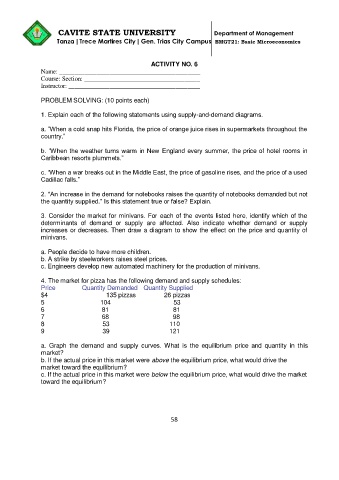 CAVITE STATE UNIVERSITY
Department of Management
Tanza | Trece Martires City | Gen. Trias City Campus BMGT21: Basic Microeconomics
ACTIVITY NO. 6
Name:
Course: Section:
Instructor:
PROBLEM SOLVING: (10 points each)
1. Explain each of the following statements using supply-and-demand diagrams.
a. "When a cold snap hits Florida, the price of orange juice rises in supermarkets throughout the
country."
b. "When the weather turns warm in New England every summer, the price of hotel rooms in
Caribbean resorts plummets."
c. "When a war breaks out in the Middle East, the price of gasoline rises, and the price of a used
Cadillac falls."
2. "An increase in the demand for notebooks raises the quantity of notebooks demanded but not
the quantity supplied." Is this statement true or false? Explain.
3. Consider the market for minivans. For each of the events listed here, identify which of the
determinants of demand or supply are affected. Also indicate whether demand or supply
increases or decreases. Then draw a diagram to show the effect on the price and quantity of
minivans.
a. People decide to have more children.
b. A strike by steelworkers raises steel prices.
c. Engineers develop new automated machinery for the production of minivans.
4. The market for pizza has the following demand and supply schedules:
Price Quantity Demanded Quantity Supplied
$4 135 pizzas 26 pizzas
5 104 53
6 81 81
7 68 98
8 53 110
9 39 121
a. Graph the demand and supply curves. What is the equilibrium price and quantity in this
market?
b. If the actual price in this market were above the equilibrium price, what would drive the
market toward the equilibrium?
c. If the actual price in this market were below the equilibrium price, what would drive the market
toward the equilibrium?
58